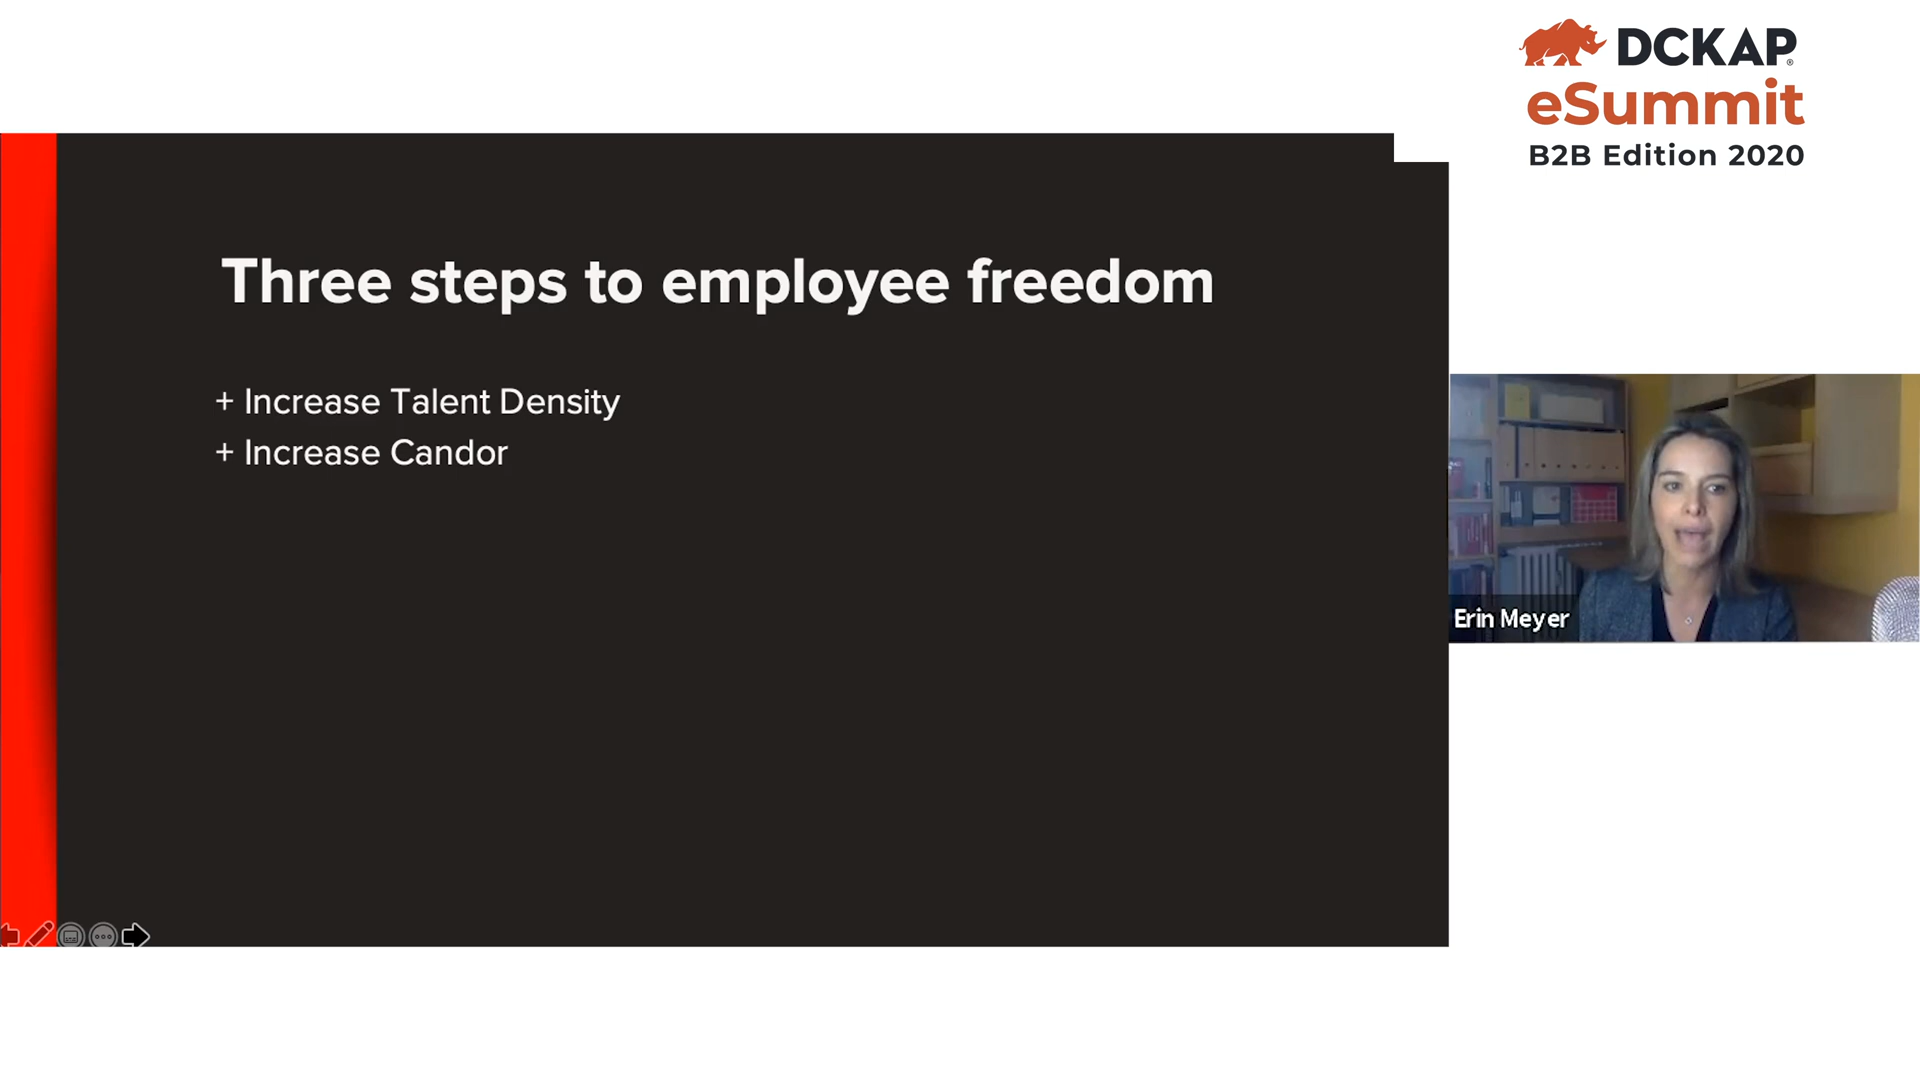 DCKAP®
eSummit
B2B Edition 2020
Three steps to employee freedom
+ Increase Talent Density
+ Increase Candor
Erin Meyer